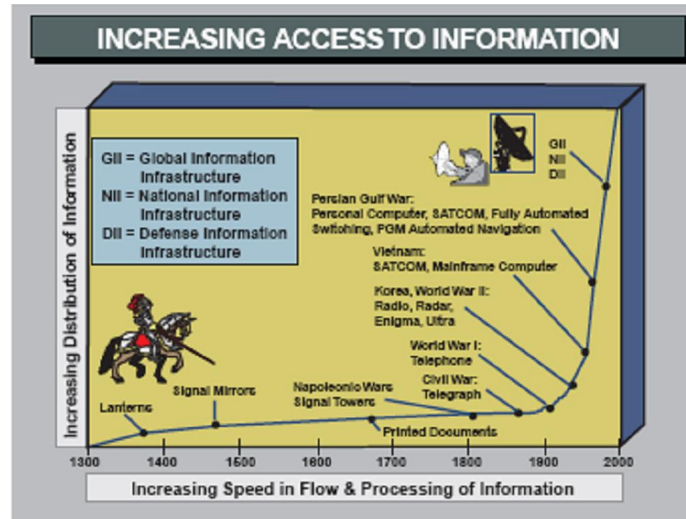 INCREASING ACCESS TO INFORMATION
GII = Global Information
Infrastructure
NII = National Information
Infrastructure
DII = Defense Information
Infrastructure
GII
NII
DII
Persian Gulf War:
Personal Computer, SATCOM, Fully Automated
Switching, PGM Automated Navigation
Vietnam:
SATCOM, Mainframe Computer
Korea, World War II:
Radio, Radar,
Enigma, Ultra
World War I:
Telephone
Civil War:
Telegraph
Napoleonic Wars
Signal Towers
Signal Mirrors
Lanterns
Printed Documents
Increasing Distribution of Information
1300 1400 1500 1600 1700 1800 1900 2000
Increasing Speed in Flow & Processing of Information